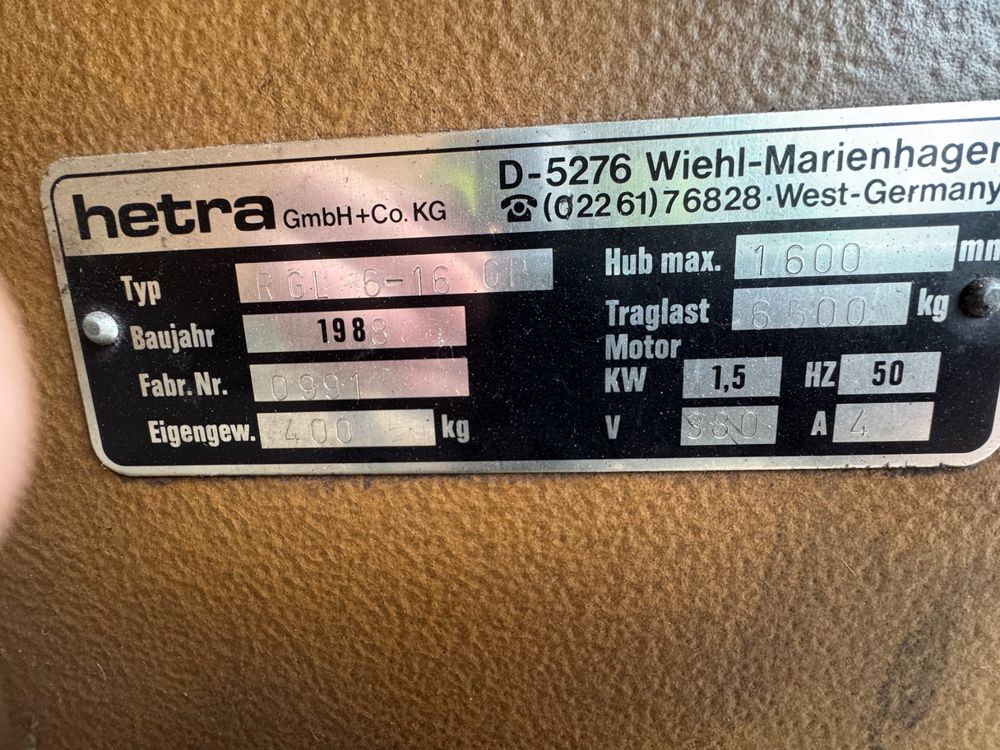 hetra GmbH+Co. KG
D-5276 Wiehl-Marienhagen
☎(02261)76828·West-Germany
Typ RGL 6-16
Baujahr 1988
Fabr. Nr. 0991
Eigengew. 400 kg
Hub max. 1600 mm
Traglast 6500 kg
Motor
KW 1,5 HZ 50
V 380 A 4